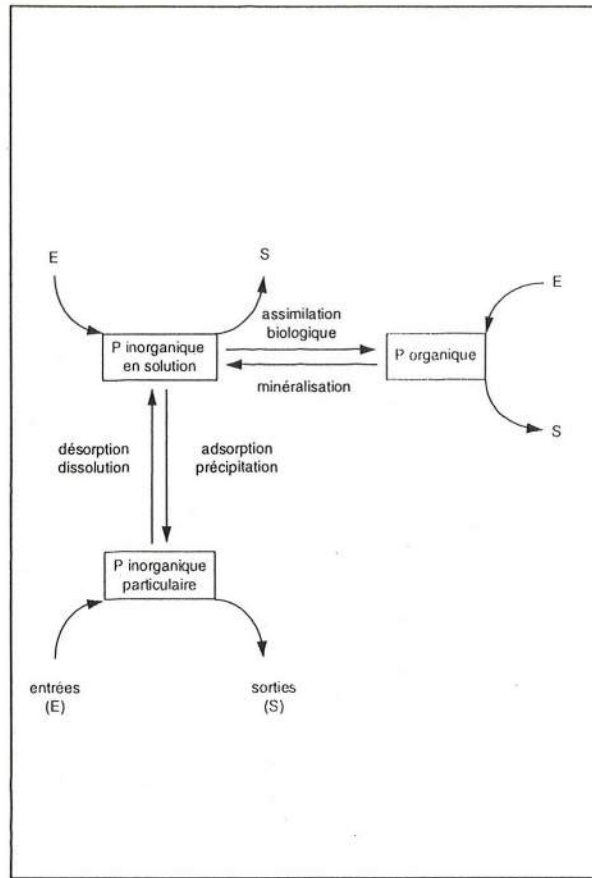 E
S
assimilation
biologique
E
P inorganique
en solution
P organique
minéralisation
S
désorption
dissolution
adsorption
précipitation
P inorganique
particulaire
entrées
(E)
sorties
(S)